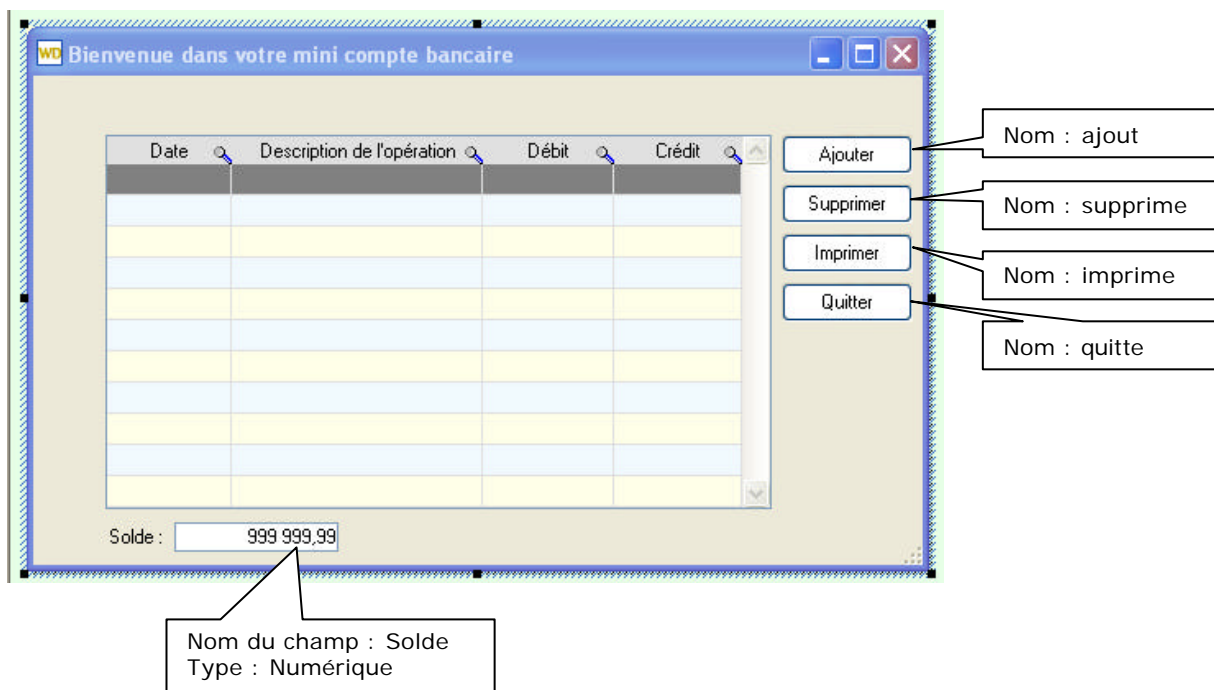 WD Bienvenue dans votre mini compte bancaire
Date Description de l'opération Débit Crédit
Ajouter
Supprimer
Imprimer
Quitter
Nom : ajout
Nom : supprime
Nom : imprime
Nom : quitte
Solde : 999 999,99
Nom du champ : Solde
Type : Numérique